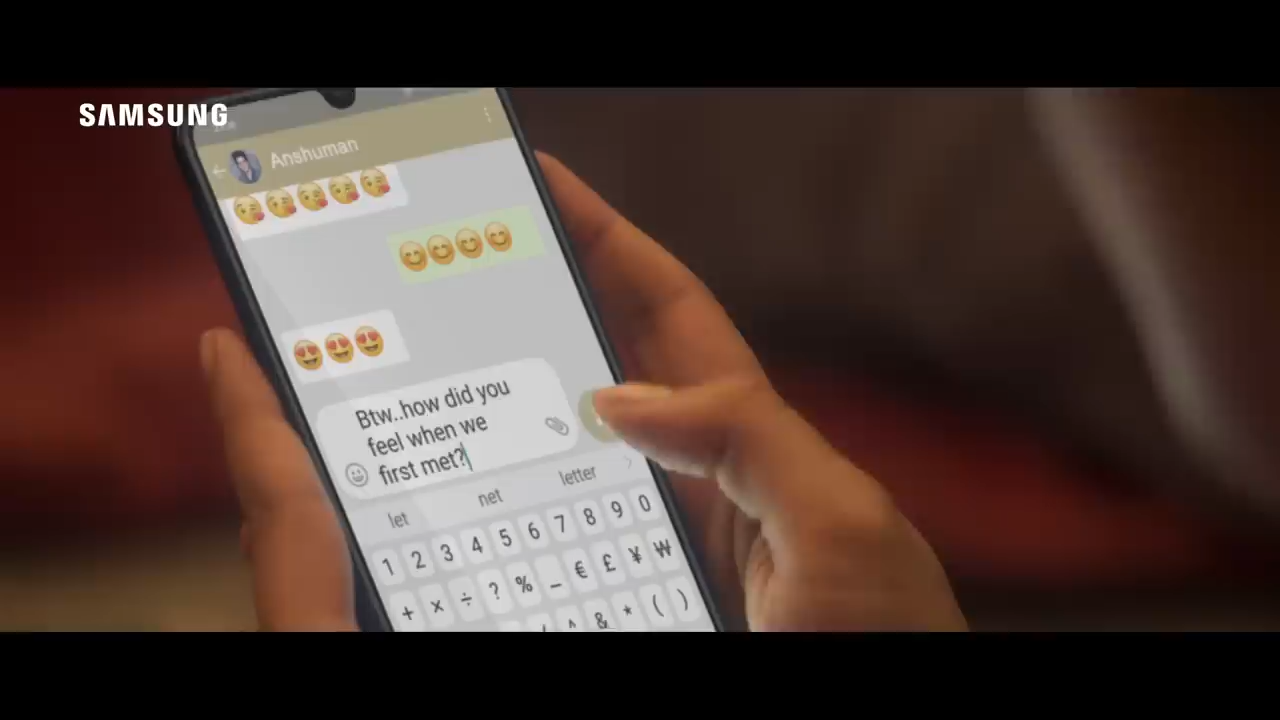 SAMSUNG
Anshuman
Btw..how did you
feel when we
first met?
let net letter
1 2 3 4 5 6 7 8 9 0
+ × ÷ ? % _ € £ ¥ ₩
^ & * ( )